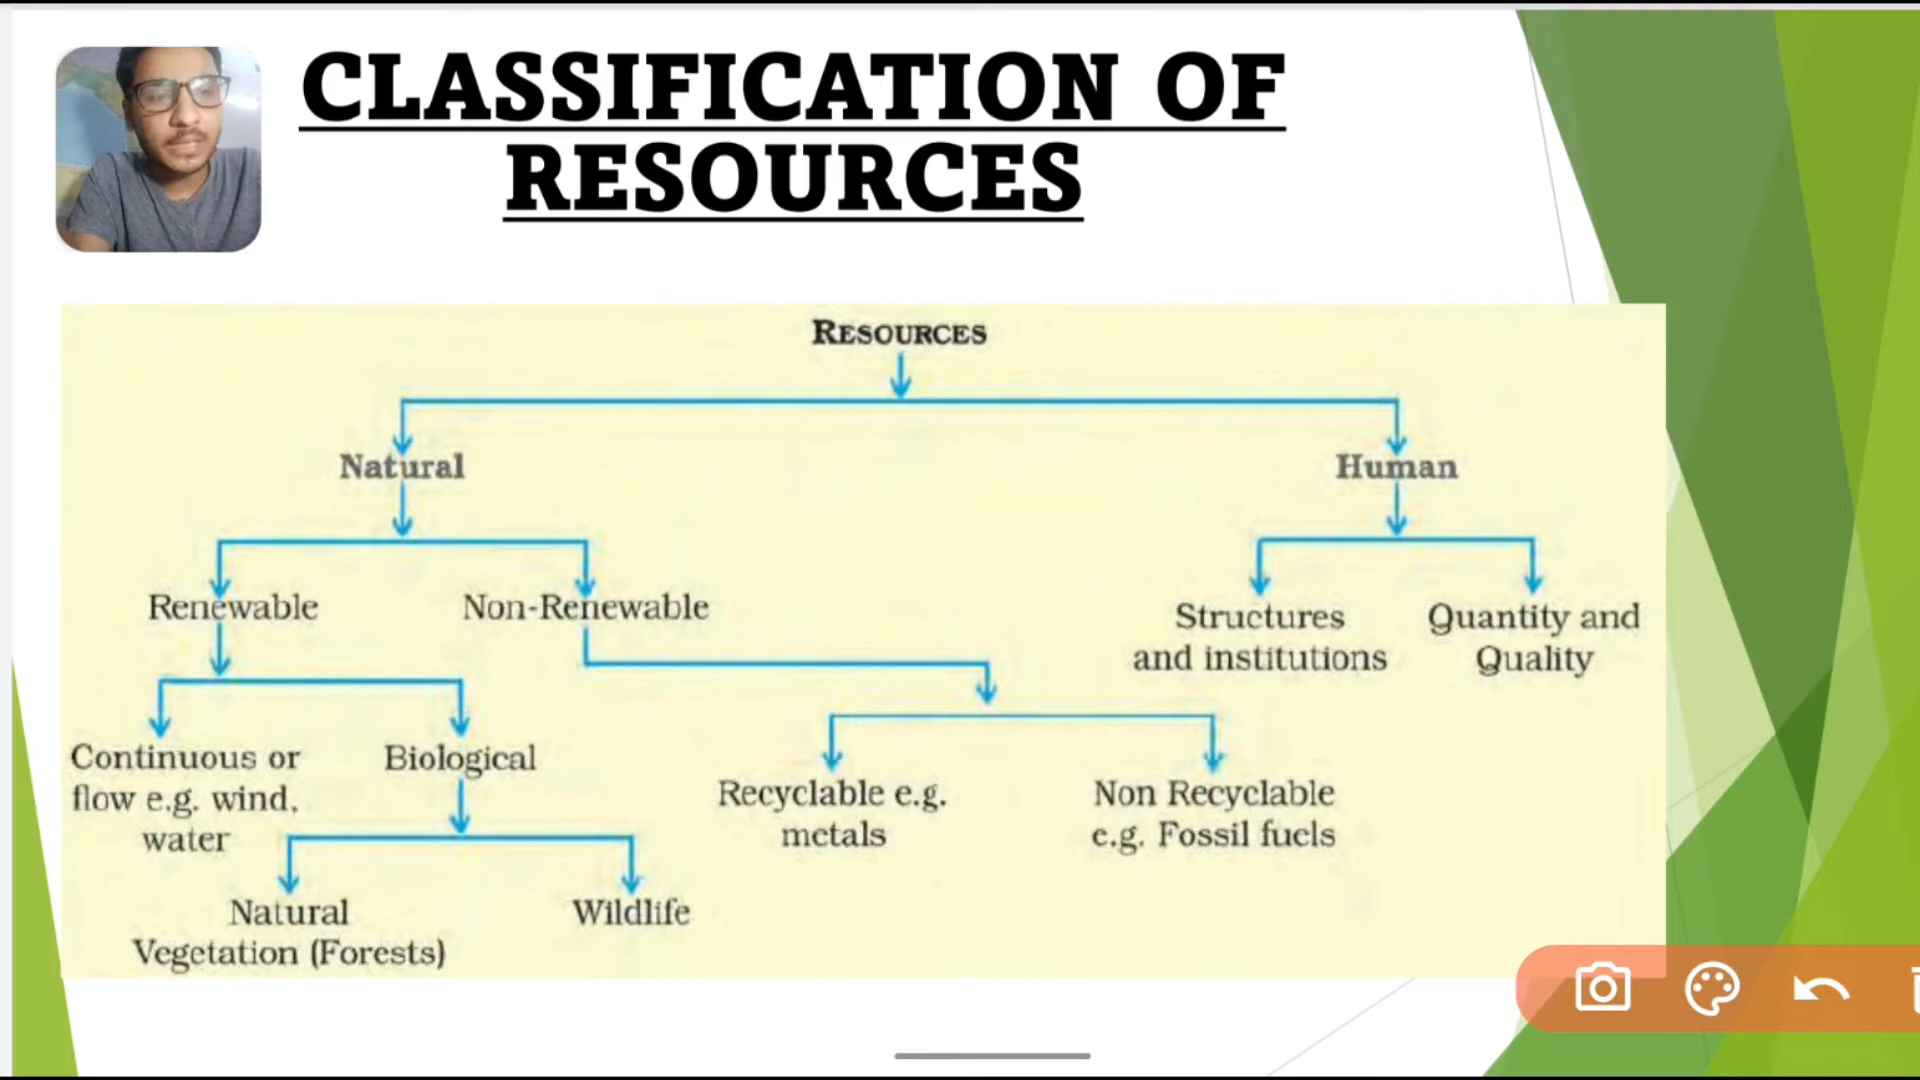 CLASSIFICATION OF
RESOURCES
RESOURCES
Natural
Human
Renewable
Non-Renewable
Structures
and institutions
Quantity and
Quality
Continuous or
flow e.g. wind,
water
Biological
Recyclable e.g.
metals
Non Recyclable
e.g. Fossil fuels
Natural
Vegetation (Forests)
Wildlife